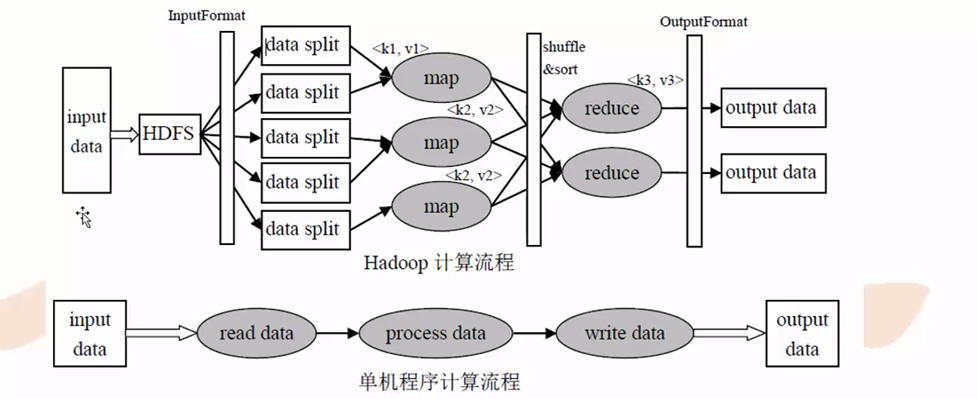 InputFormat
OutputFormat
data split
<k1, v1>
shuffle
&sort
map
<k3, v3>
data split
<k2, v2>
reduce
output data
input
data
HDFS
data split
map
data split
<k2, v2>
reduce
output data
map
data split
Hadoop 计算流程
input
data
read data
process data
write data
output
data
单机程序计算流程